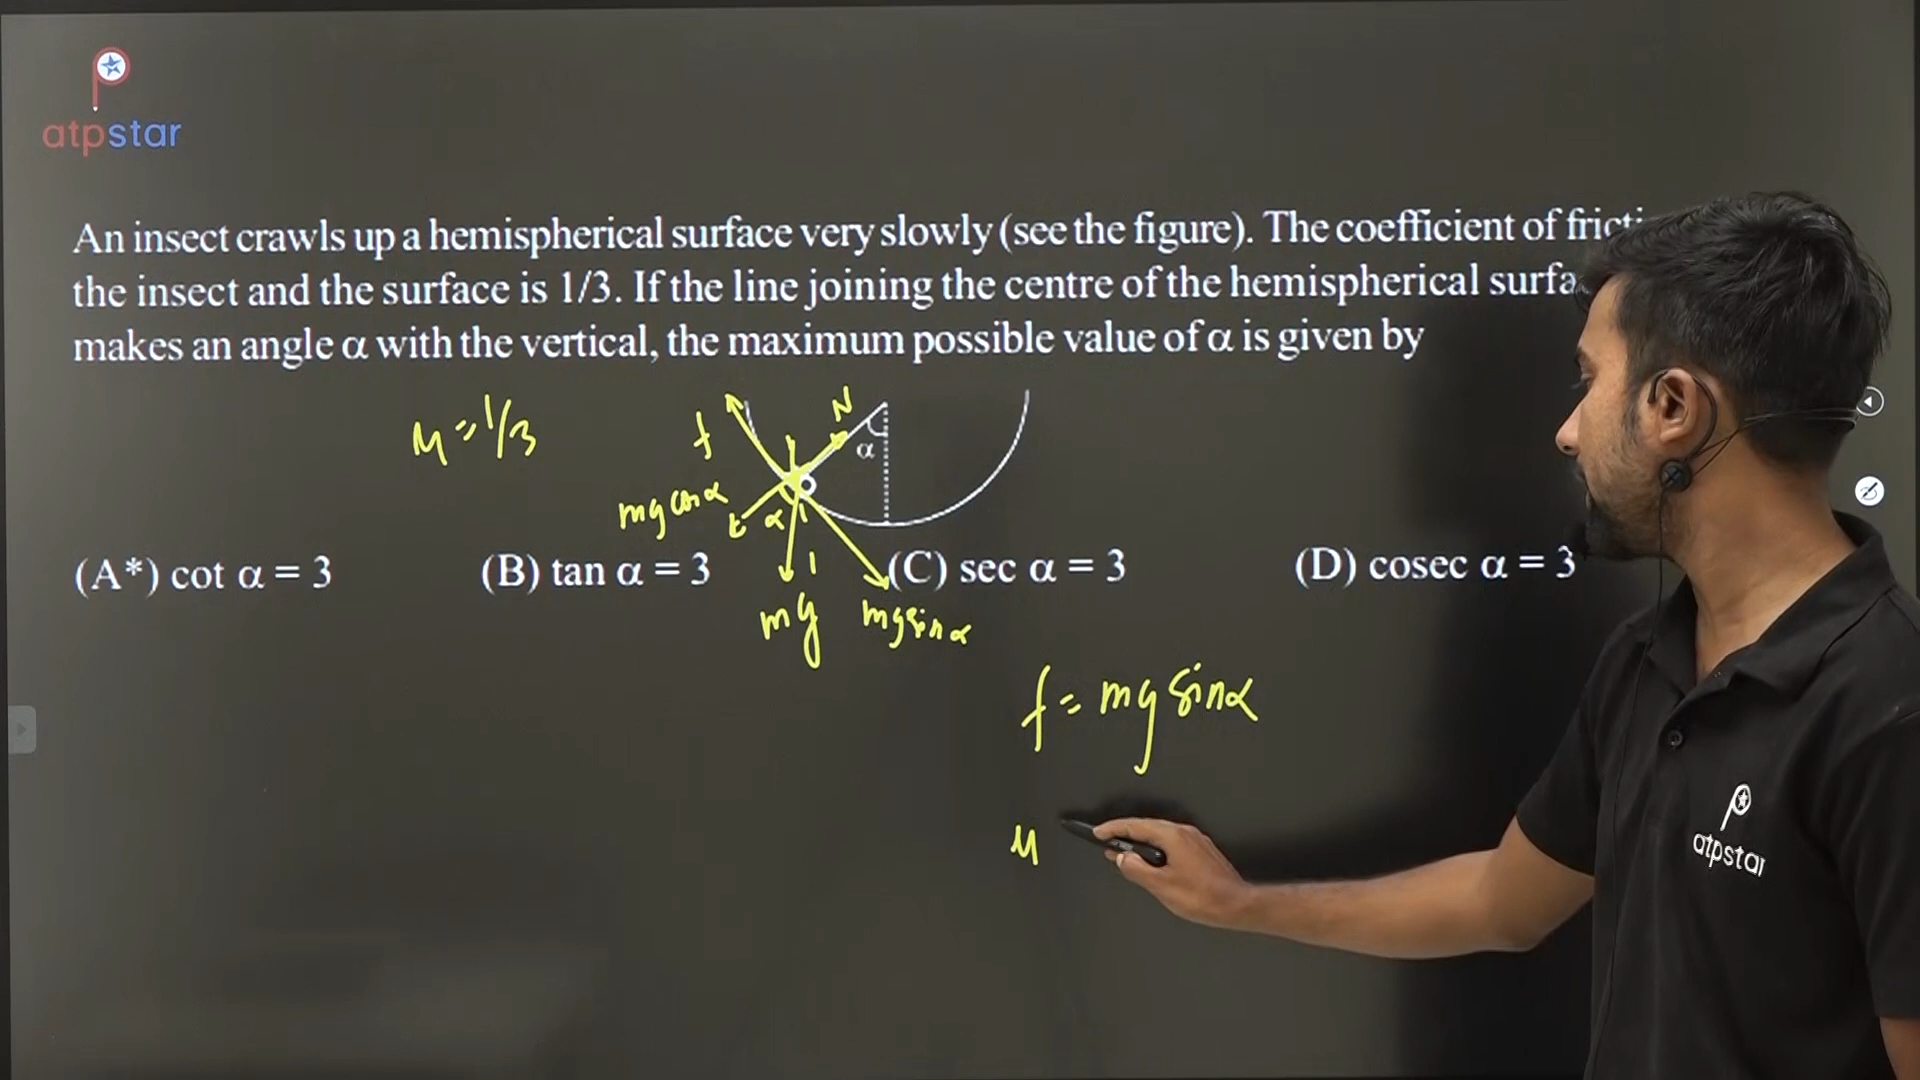 atpstar
An insect crawls up a hemispherical surface very slowly (see the figure). The coefficient of
the insect and the surface is 1/3. If the line joining the centre of the hemispherical
makes an angle α with the vertical, the maximum possible value of α is given by
μ = 1/3
f
N
α
mg cos α
α
(A*) cot α = 3
(B) tan α = 3
(C) sec α = 3
(D) cosec α = 3
mg
mg sin α
f = mg sin α
μ
atpstar